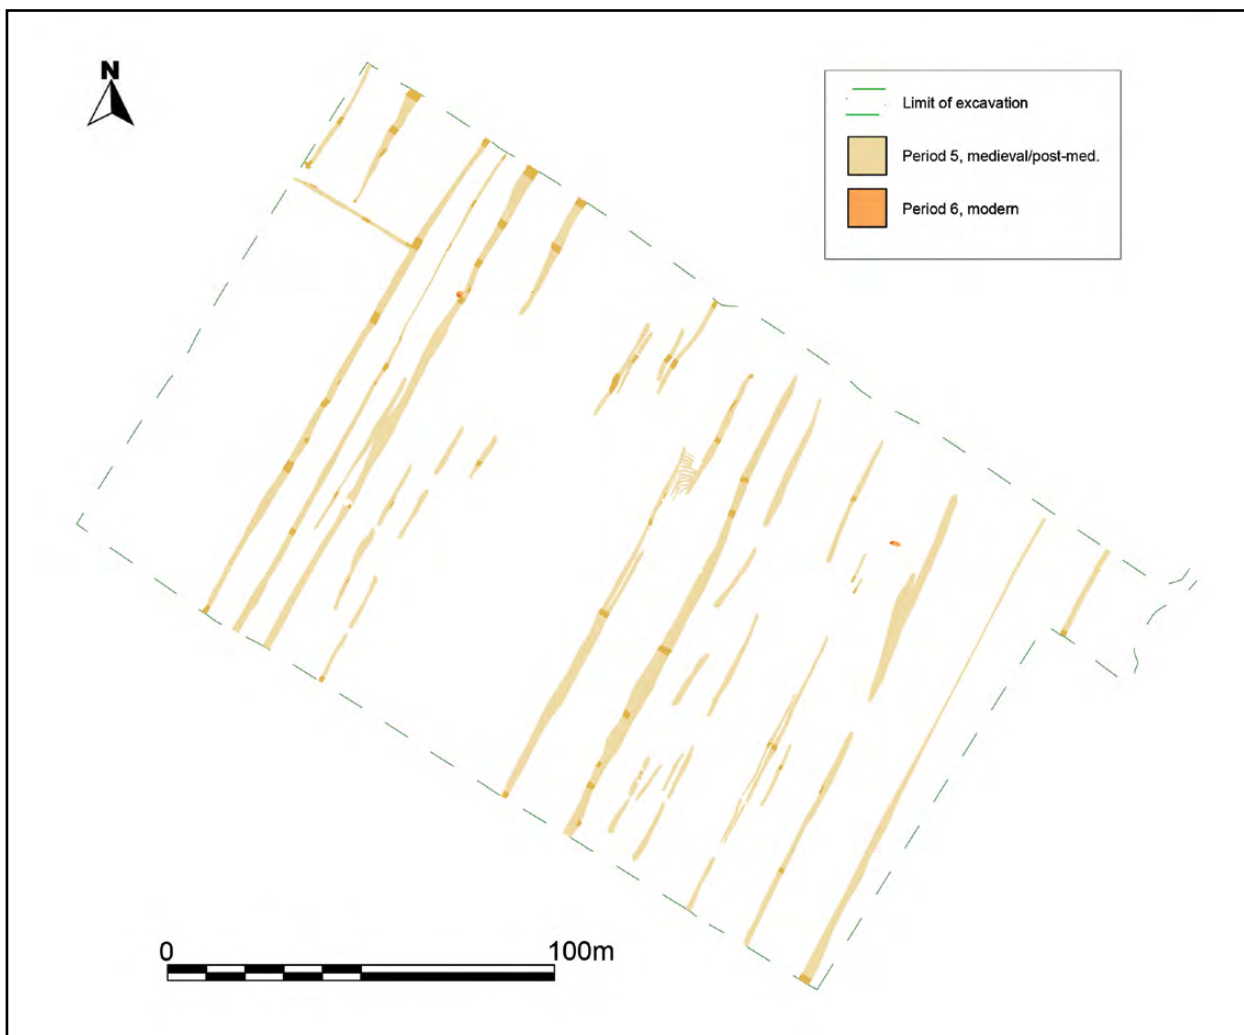 N
Limit of excavation
Period 5, medieval/post-med.
Period 6, modern
0 100m